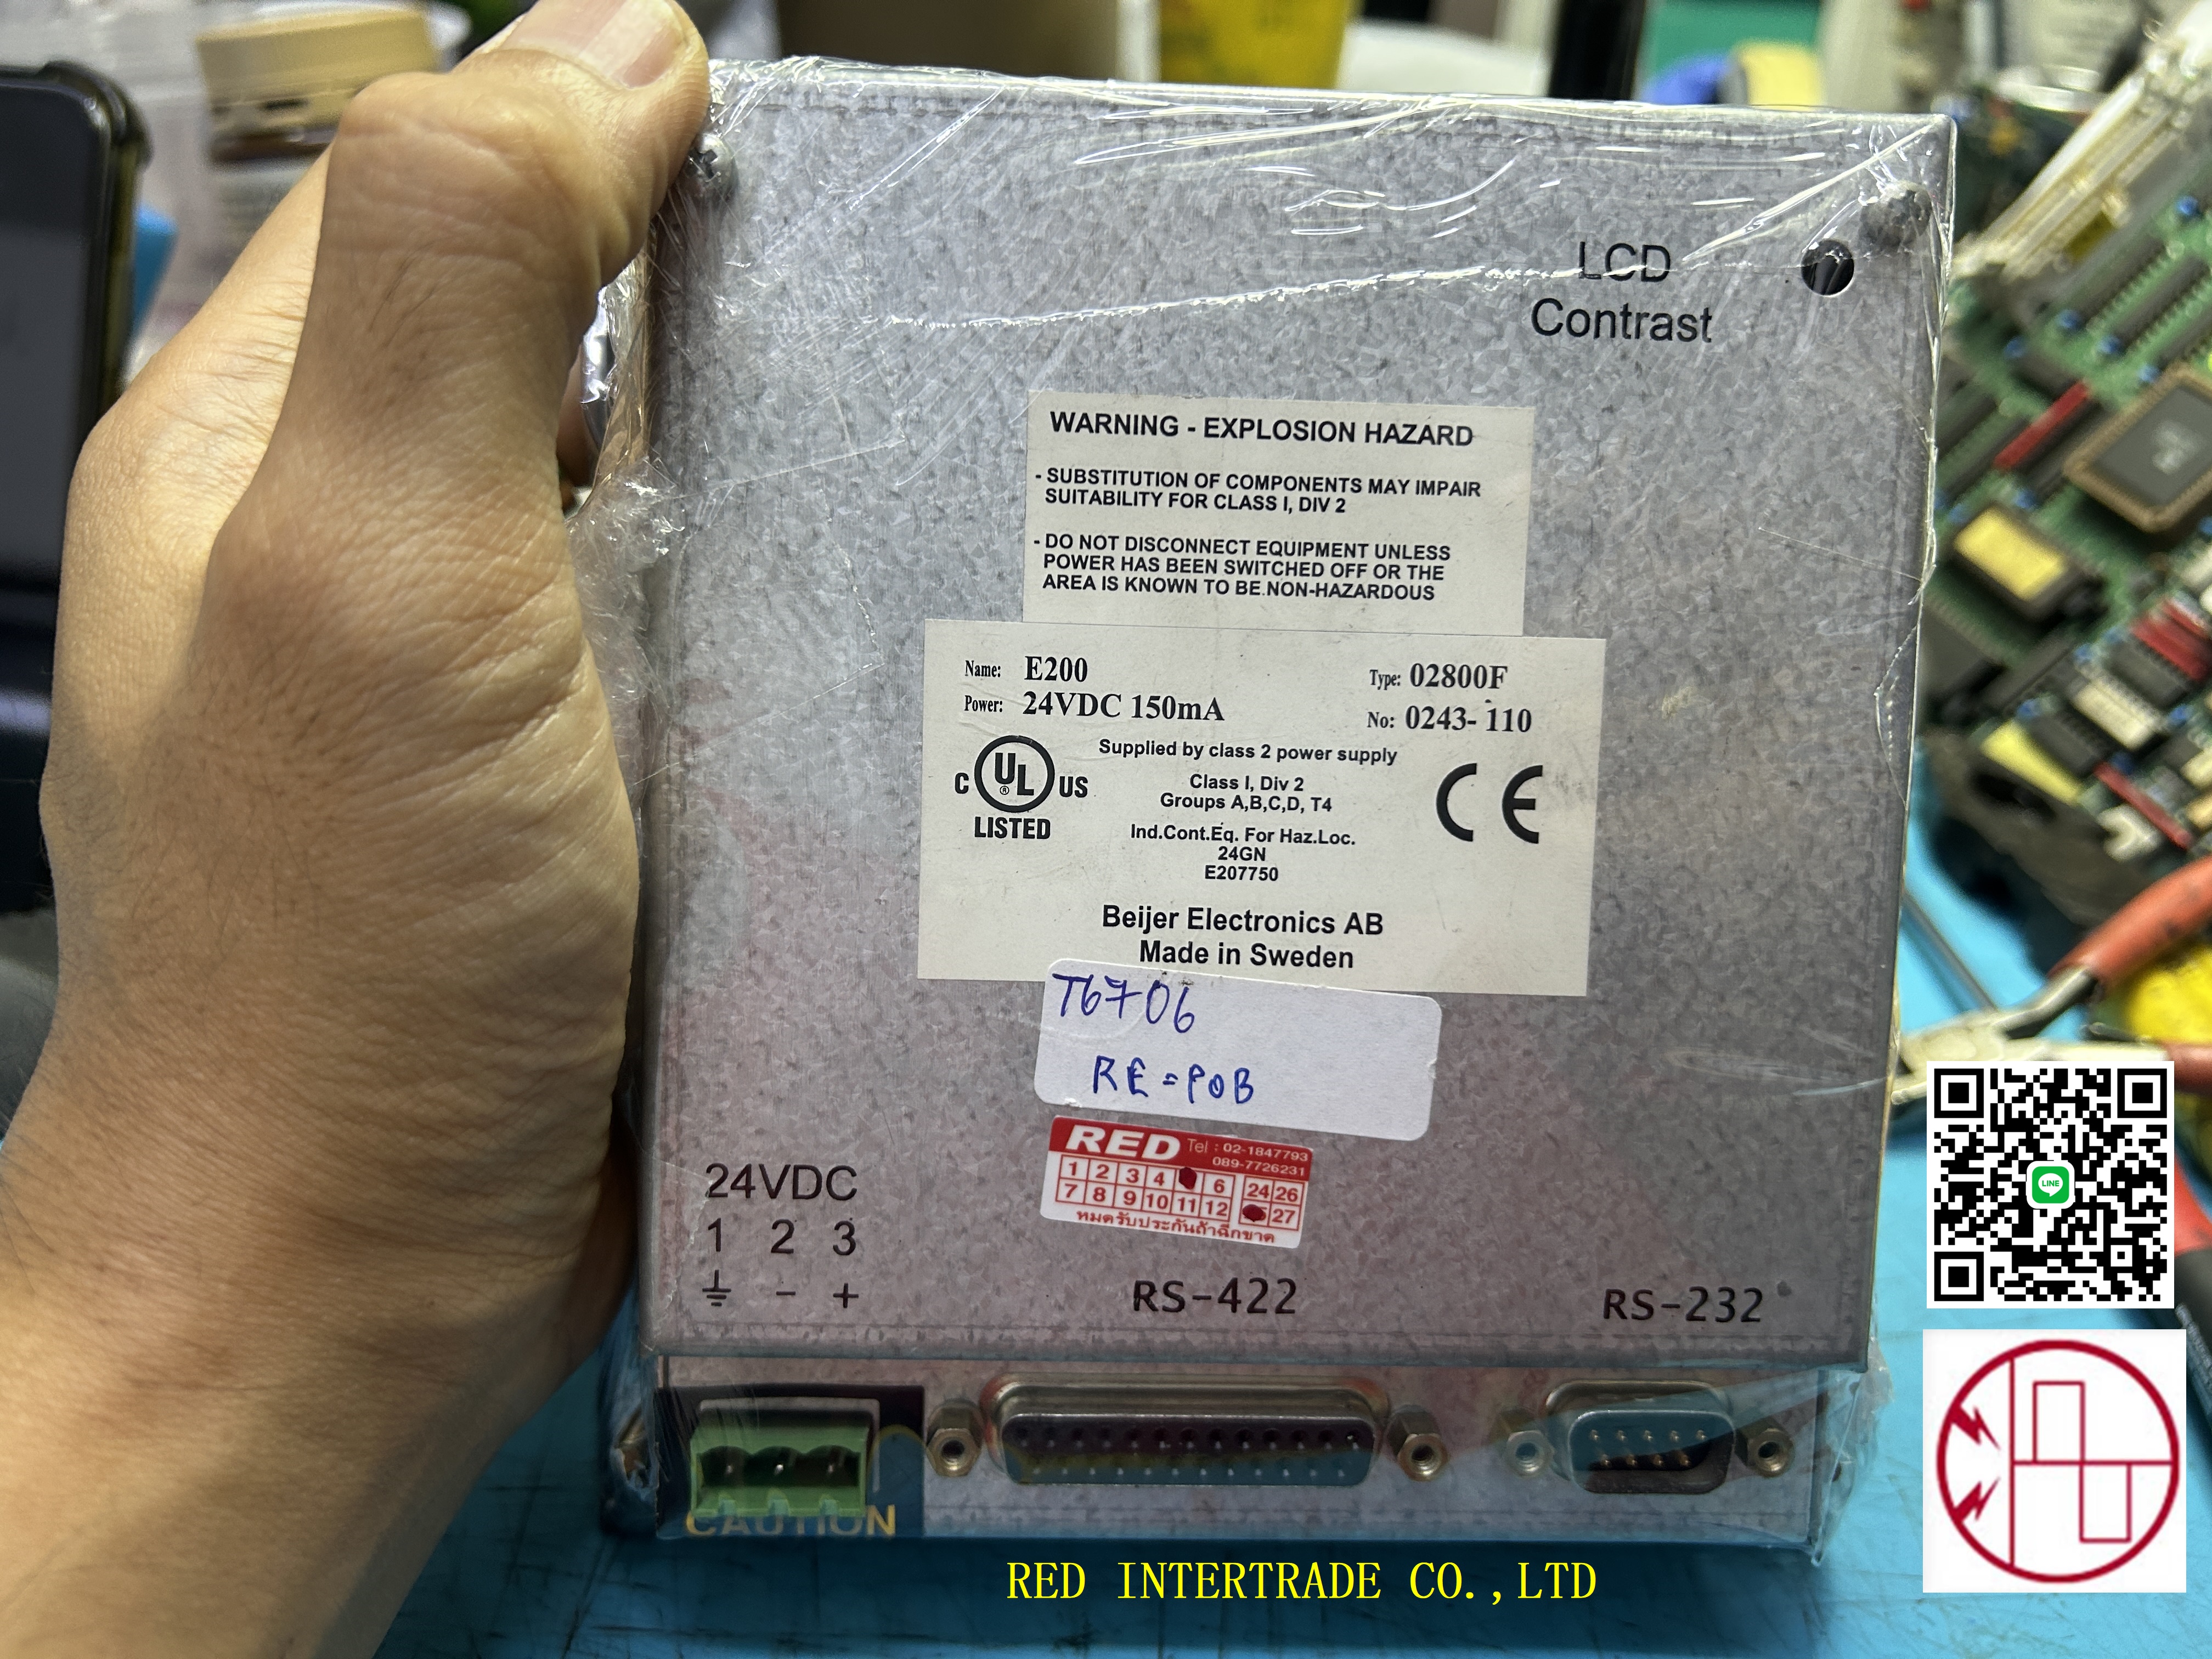 LCD
Contrast
WARNING - EXPLOSION HAZARD
- SUBSTITUTION OF COMPONENTS MAY IMPAIR
SUITABILITY FOR CLASS I, DIV 2
- DO NOT DISCONNECT EQUIPMENT UNLESS
POWER HAS BEEN SWITCHED OFF OR THE
AREA IS KNOWN TO BE NON-HAZARDOUS
Name: E200 Type: 02800F
Power: 24VDC 150mA No: 0243-110
Supplied by class 2 power supply
Class I, Div 2
Groups A,B,C,D, T4
Ind.Cont.Eq. For Haz.Loc.
24GN
E207750
C UL ® US
LISTED
CE
Beijer Electronics AB
Made in Sweden
T6706
RE=POB
RED Tel : 02-1847793
089-7726231
1 2 3 4 6 24 26
7 8 9 10 11 12 27
หมดรับประกันถ้าฉีกขาด
24VDC
1 2 3
- +
RS-422
RS-232
CAUTION
LINE
RED INTERTRADE CO.,LTD